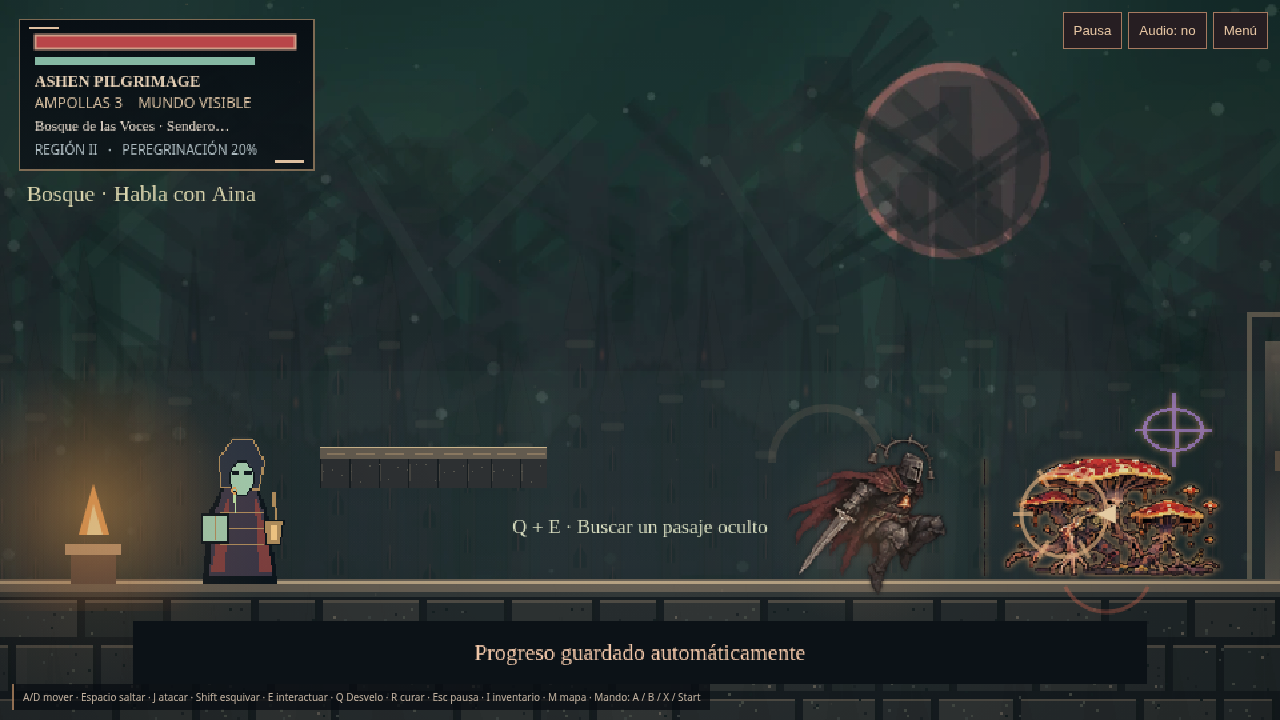 Pausa
Audio: no
Menú
ASHEN PILGRIMAGE
AMPOLLAS 3 MUNDO VISIBLE
Bosque de las Voces · Sendero…
REGIÓN II · PEREGRINACIÓN 20%
Bosque · Habla con Aina
Q + E · Buscar un pasaje oculto
Progreso guardado automáticamente
A/D mover · Espacio saltar · J atacar · Shift esquivar · E interactuar · Q Desvelo · R curar · Esc pausa · I inventario · M mapa · Mando: A / B / X / Start